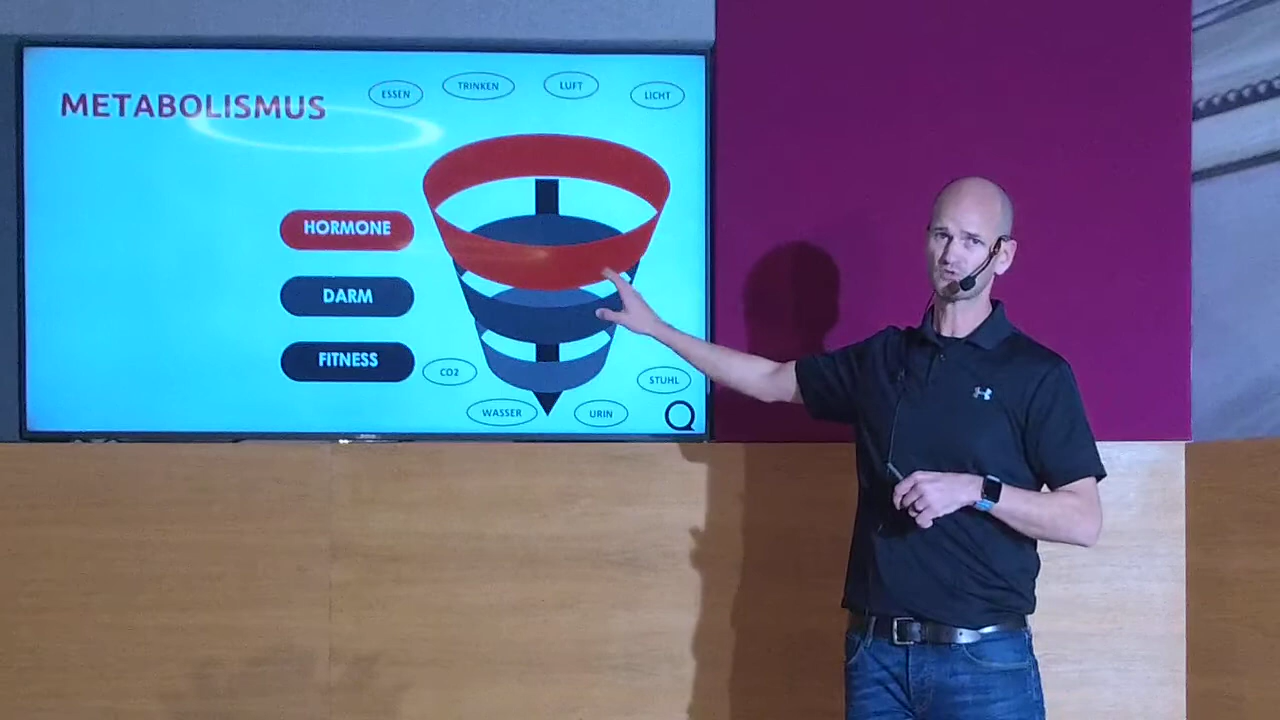 METABOLISMUS
ESSEN
TRINKEN
LUFT
LICHT
HORMONE
DARM
FITNESS
CO2
STUHL
WASSER
URIN
Q